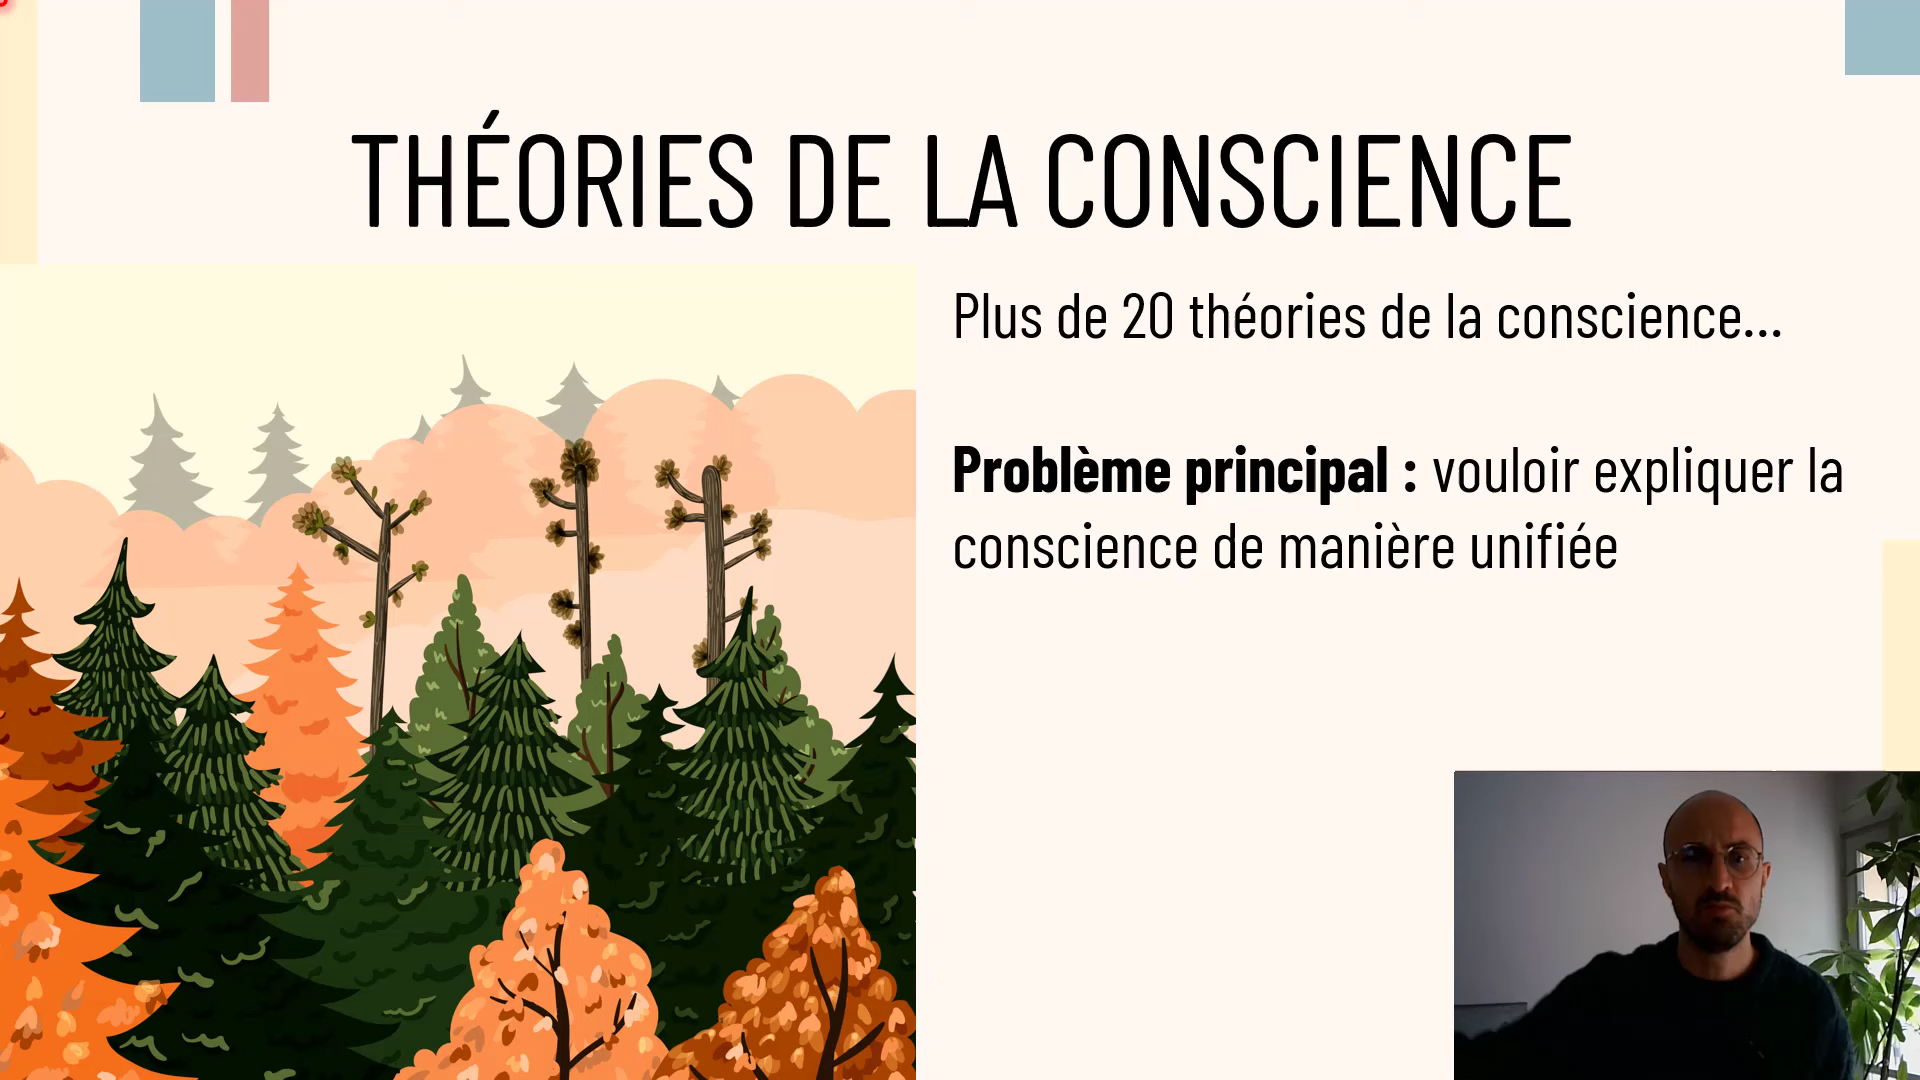 THÉORIES DE LA CONSCIENCE
Plus de 20 théories de la conscience...
Problème principal : vouloir expliquer la
conscience de manière unifiée